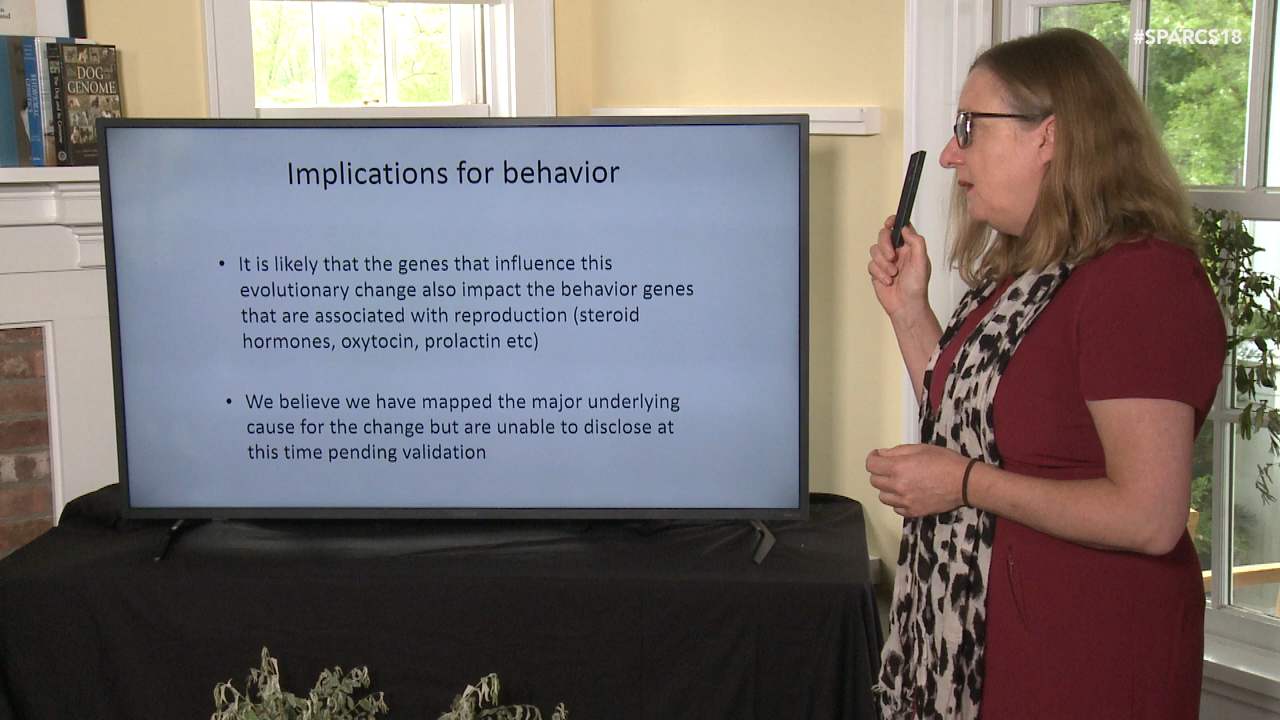 #SPARCS18
DOG
GENOME
Implications for behavior
• It is likely that the genes that influence this
evolutionary change also impact the behavior genes
that are associated with reproduction (steroid
hormones, oxytocin, prolactin etc)
• We believe we have mapped the major underlying
cause for the change but are unable to disclose at
this time pending validation